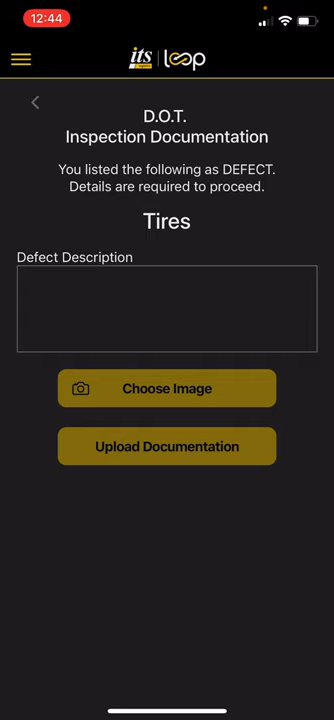 12:44
its | loop
D.O.T.
Inspection Documentation
You listed the following as DEFECT.
Details are required to proceed.
Tires
Defect Description
Choose Image
Upload Documentation